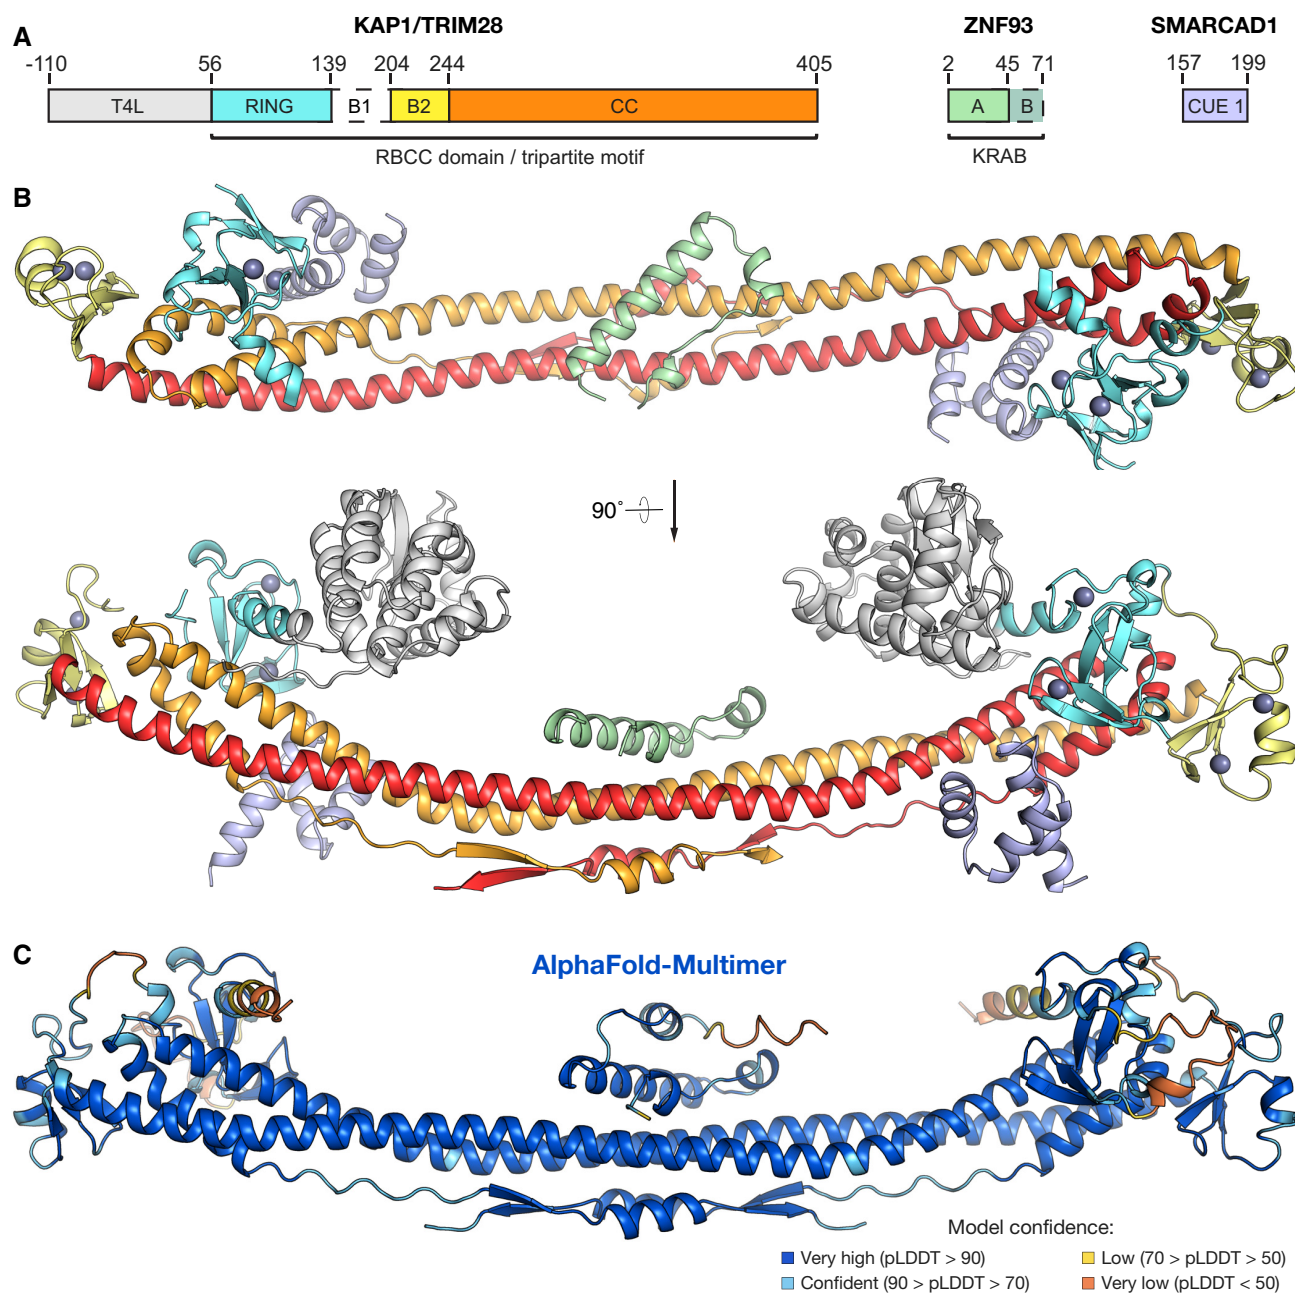 A
KAP1/TRIM28
ZNF93
SMARCAD1
-110 56 139 204 244 405 2 45 71 157 199
T4L RING B1 B2 CC A B CUE 1
RBCC domain / tripartite motif
KRAB
B
90°
C
AlphaFold-Multimer
Model confidence:
Very high (pLDDT > 90)
Low (70 > pLDDT > 50)
Confident (90 > pLDDT > 70)
Very low (pLDDT < 50)